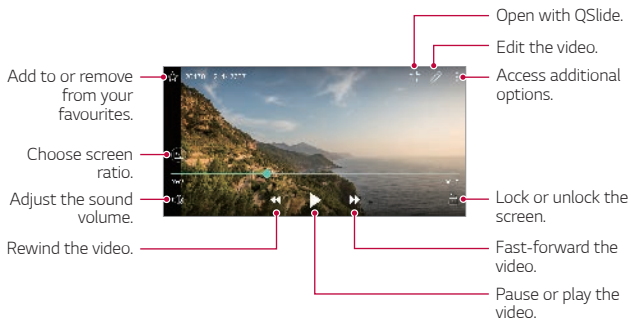 Open with QSlide.
Edit the video.
Access additional
options.
Add to or remove
from your
favourites.
Choose screen
ratio.
Adjust the sound
volume.
Rewind the video.
Lock or unlock the
screen.
Fast-forward the
video.
Pause or play the
video.